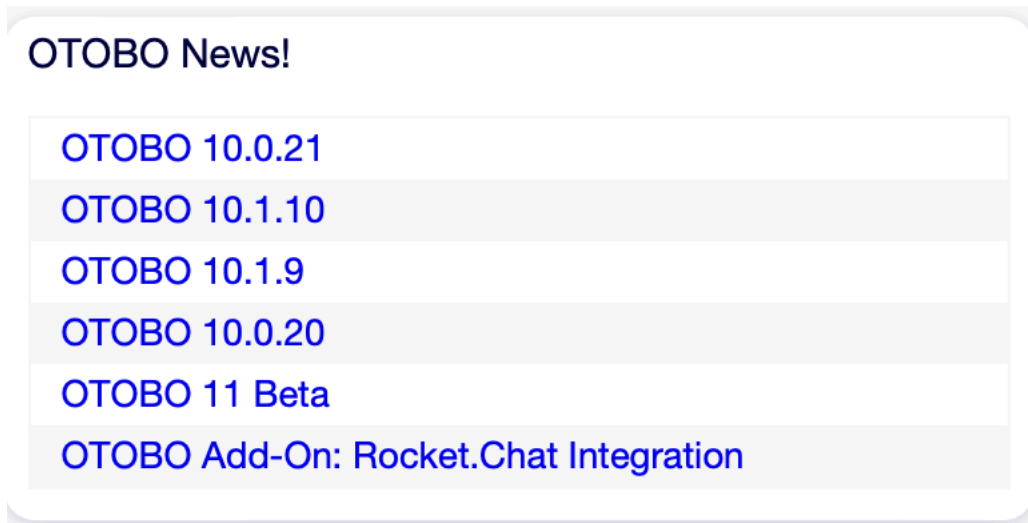 OTOBO News!
OTOBO 10.0.21
OTOBO 10.1.10
OTOBO 10.1.9
OTOBO 10.0.20
OTOBO 11 Beta
OTOBO Add-On: Rocket.Chat Integration